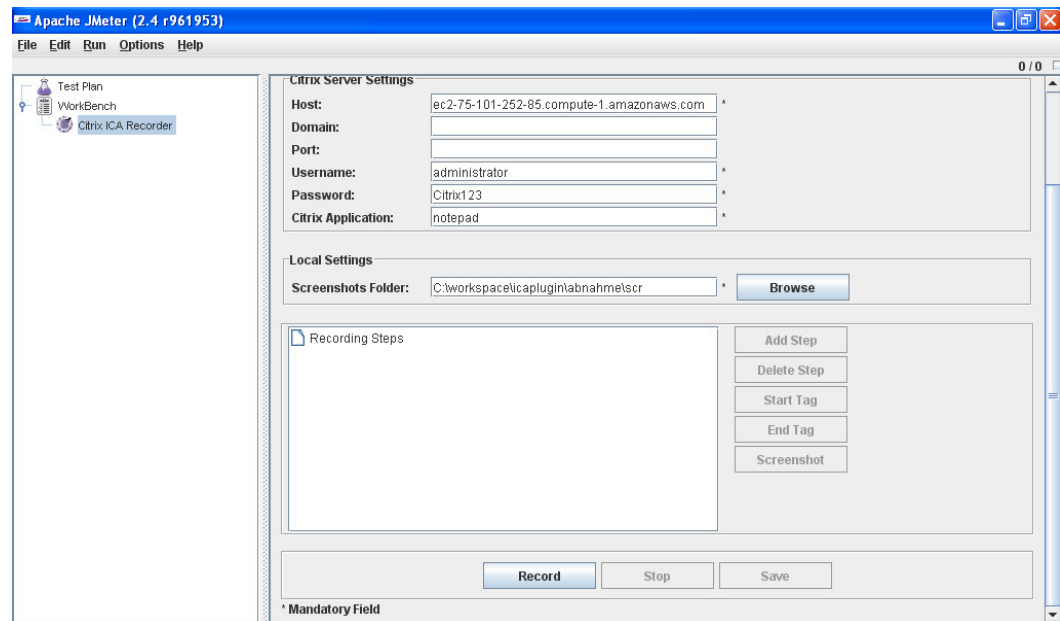 Apache JMeter (2.4 r961953)
File Edit Run Options Help
0 / 0
Test Plan
WorkBench
Citrix ICA Recorder
Citrix Server Settings
Host: ec2-75-101-252-85.compute-1.amazonaws.com *
Domain:
Port:
Username: administrator *
Password: Citrix123 *
Citrix Application: notepad *
Local Settings
Screenshots Folder: C:\workspace\icaplugin\abnahme\scr * Browse
Recording Steps
Add Step
Delete Step
Start Tag
End Tag
Screenshot
Record Stop Save
* Mandatory Field